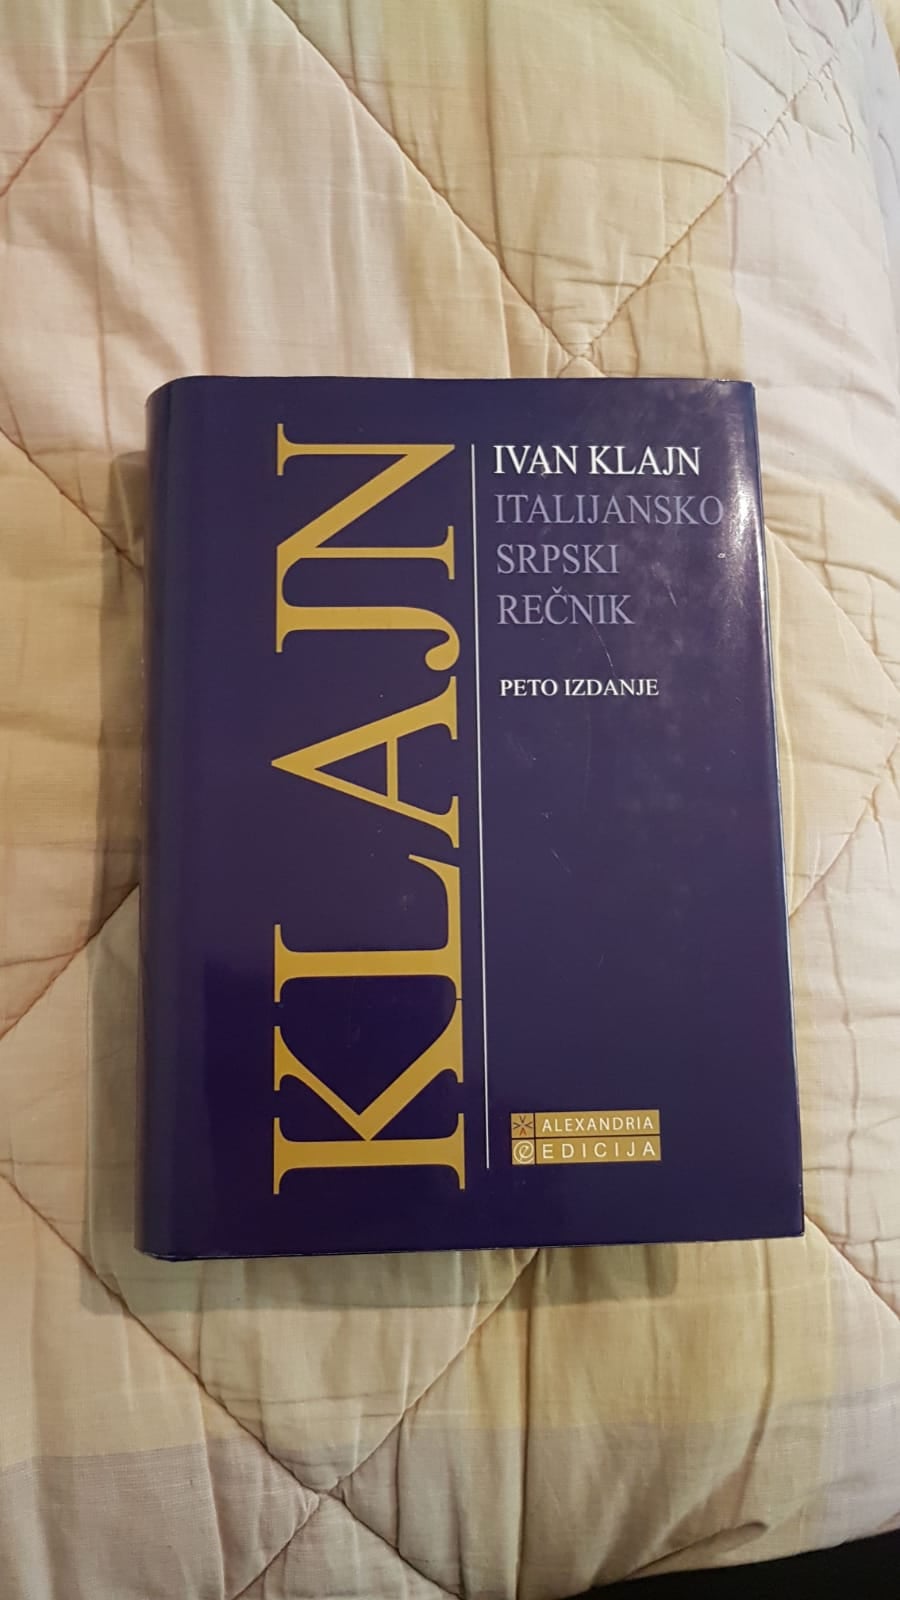 KLAJN
IVAN KLAJN
ITALIJANSKO
SRPSKI
REČNIK
PETO IZDANJE
ALEXANDRIA
EDICIJA